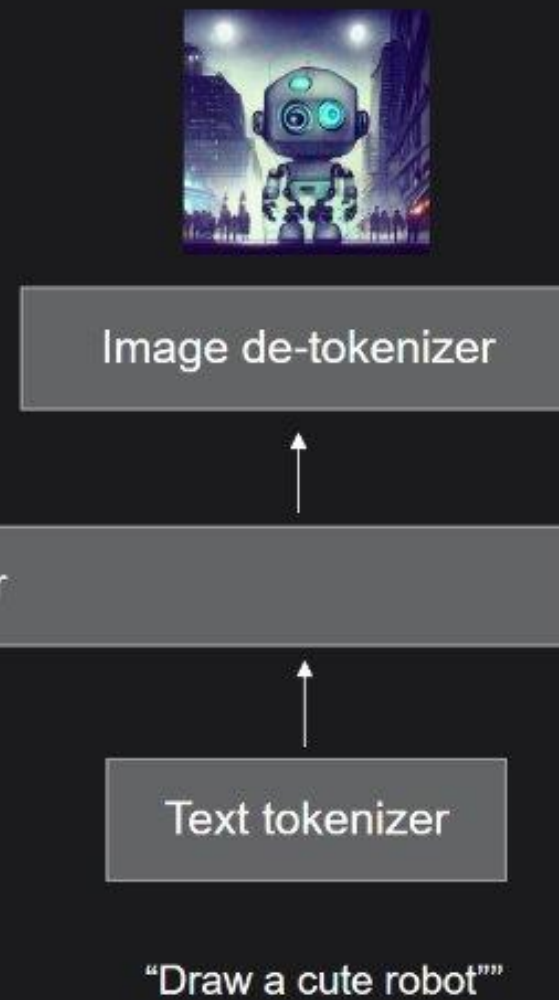 Image de-tokenizer
r
Text tokenizer
“Draw a cute robot””